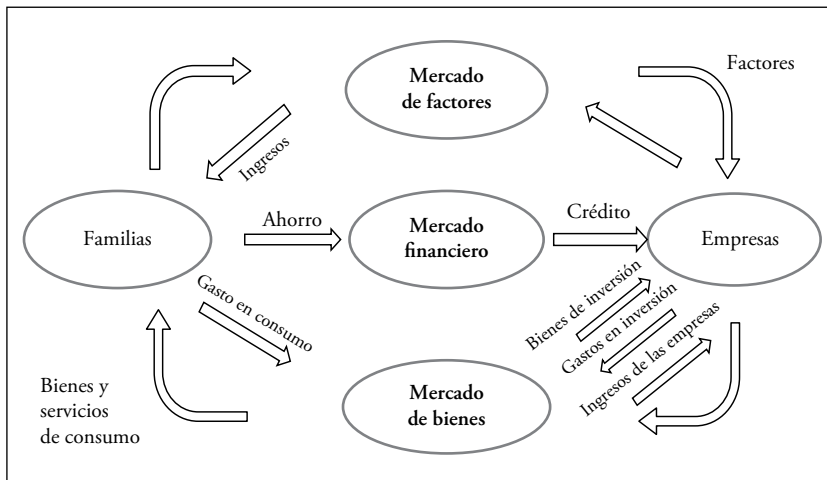 Mercado
de factores
Factores
Ingresos
Familias
Ahorro
Mercado
financiero
Crédito
Empresas
Gasto en consumo
Bienes de inversión
Gastos en inversión
Ingresos de las empresas
Bienes y
servicios
de consumo
Mercado
de bienes